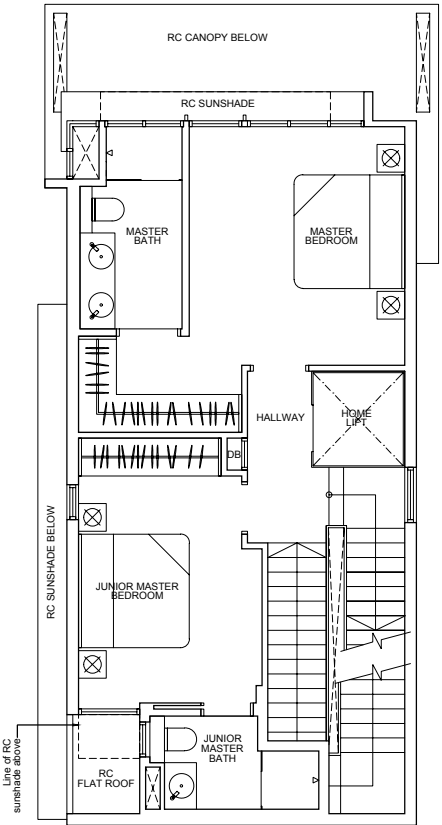 RC CANOPY BELOW
RC SUNSHADE
MASTER
BATH
MASTER
BEDROOM
HALLWAY
HOME
LIFT
DB
RC SUNSHADE BELOW
JUNIOR MASTER
BEDROOM
Line of RC
sunshade above
RC
FLAT ROOF
JUNIOR
MASTER
BATH